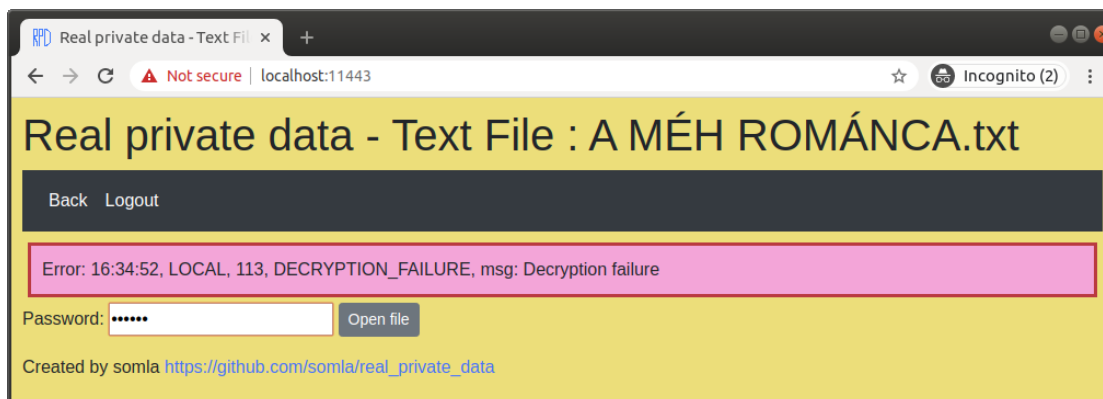 RPD Real private data - Text Fil
Not secure localhost:11443 Incognito (2)
Real private data - Text File : A MÉH ROMÁNCA.txt
Back Logout
Error: 16:34:52, LOCAL, 113, DECRYPTION_FAILURE, msg: Decryption failure
Password: •••••• Open file
Created by somla https://github.com/somla/real_private_data